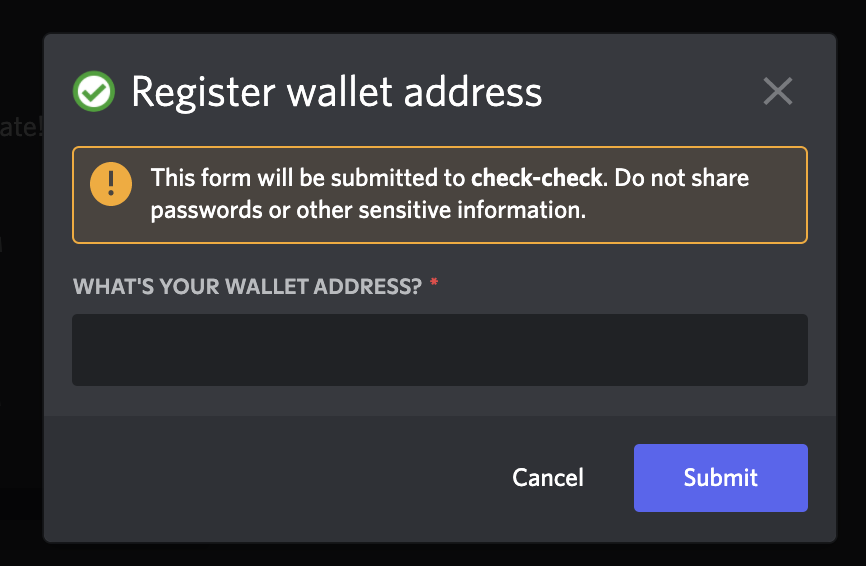 Register wallet address
ate!
This form will be submitted to check-check. Do not share
passwords or other sensitive information.
WHAT'S YOUR WALLET ADDRESS? *
Cancel
Submit